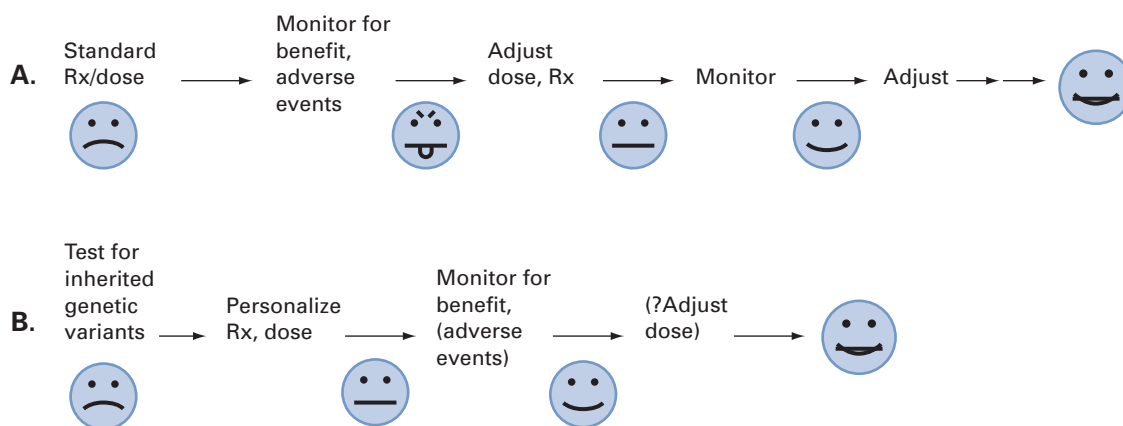 A.
Standard
Rx/dose
Monitor for
benefit,
adverse
events
Adjust
dose, Rx
Monitor
Adjust
B.
Test for
inherited
genetic
variants
Personalize
Rx, dose
Monitor for
benefit,
(adverse
events)
(?Adjust
dose)